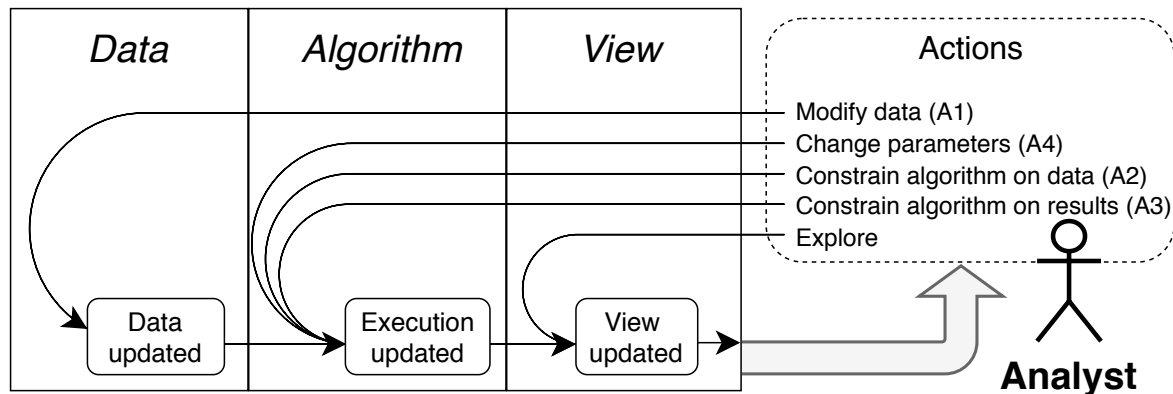 Data
Algorithm
View
Actions
Modify data (A1)
Change parameters (A4)
Constrain algorithm on data (A2)
Constrain algorithm on results (A3)
Explore
Data
updated
Execution
updated
View
updated
Analyst